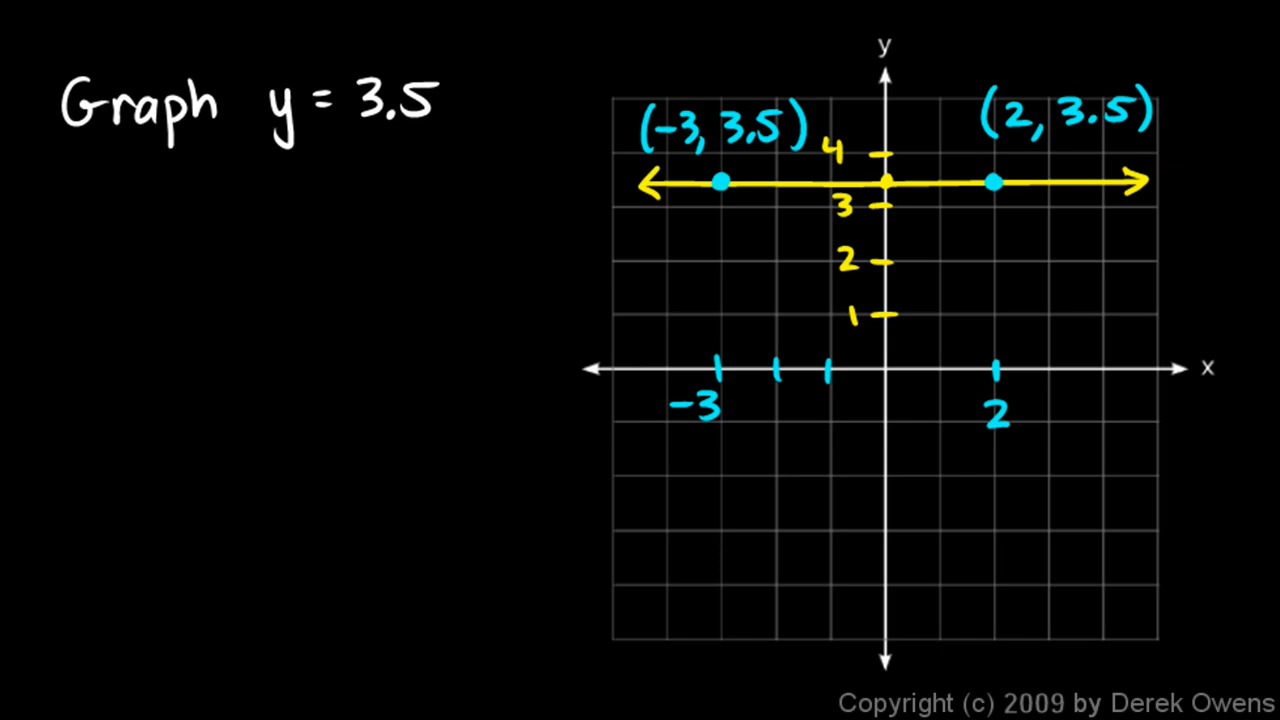 Graph y = 3.5
y
(-3, 3.5)
(2, 3.5)
4
3
2
1
x
-3
2
Copyright (c) 2009 by Derek Owens